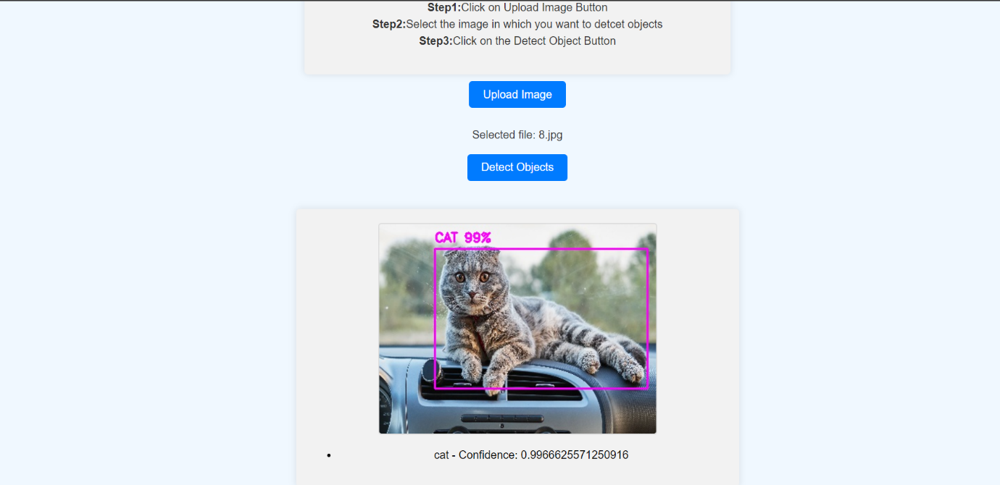 Step1:Click on Upload Image Button
Step2:Select the image in which you want to detcet objects
Step3:Click on the Detect Object Button
Upload Image
Selected file: 8.jpg
Detect Objects
CAT 99%
• cat - Confidence: 0.9966625571250916